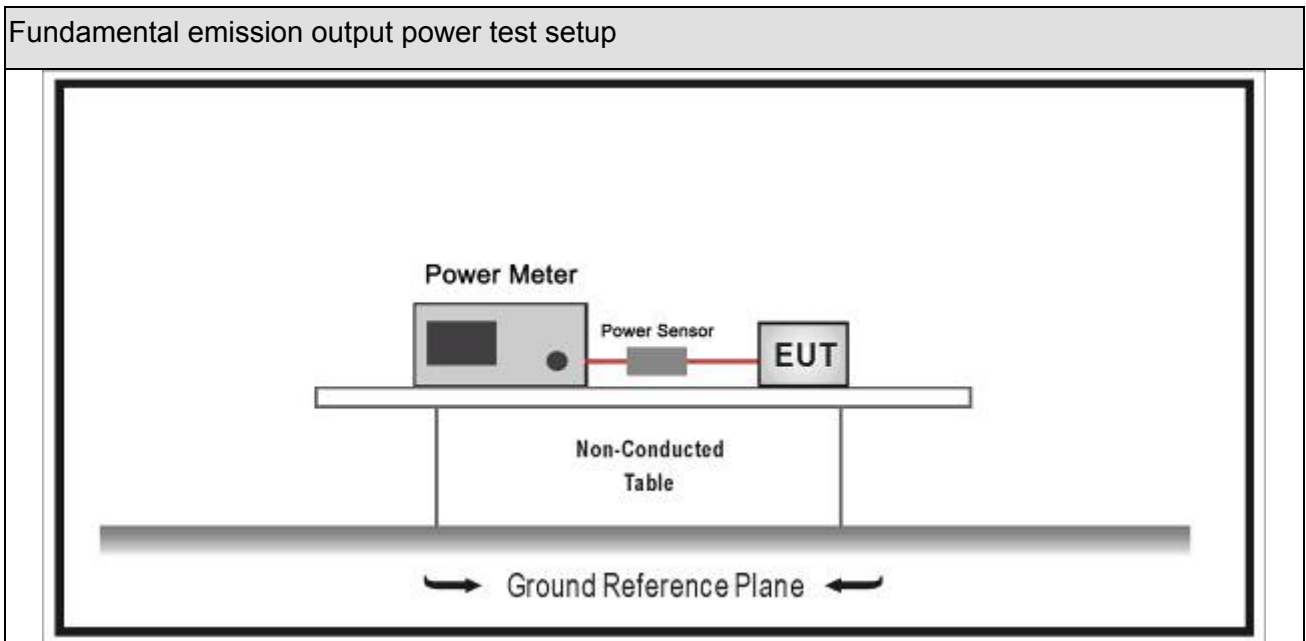 Fundamental emission output power test setup
Power Meter
Power Sensor
EUT
Non-Conducted
Table
Ground Reference Plane